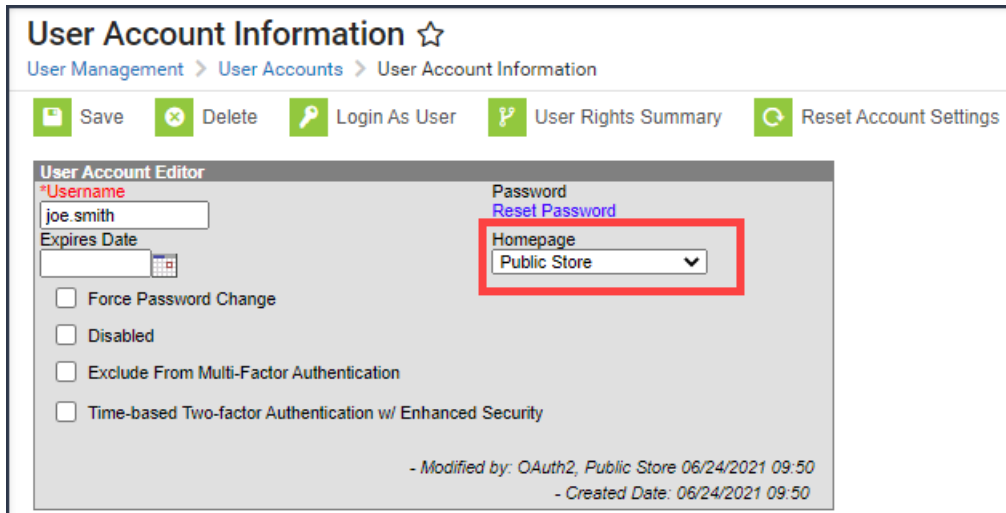 User Account Information
User Management > User Accounts > User Account Information
Save Delete Login As User User Rights Summary Reset Account Settings
User Account Editor
*Username Password
joe.smith Reset Password
Expires Date Homepage
Public Store
Force Password Change
Disabled
Exclude From Multi-Factor Authentication
Time-based Two-factor Authentication w/ Enhanced Security
- Modified by: OAuth2, Public Store 06/24/2021 09:50
- Created Date: 06/24/2021 09:50